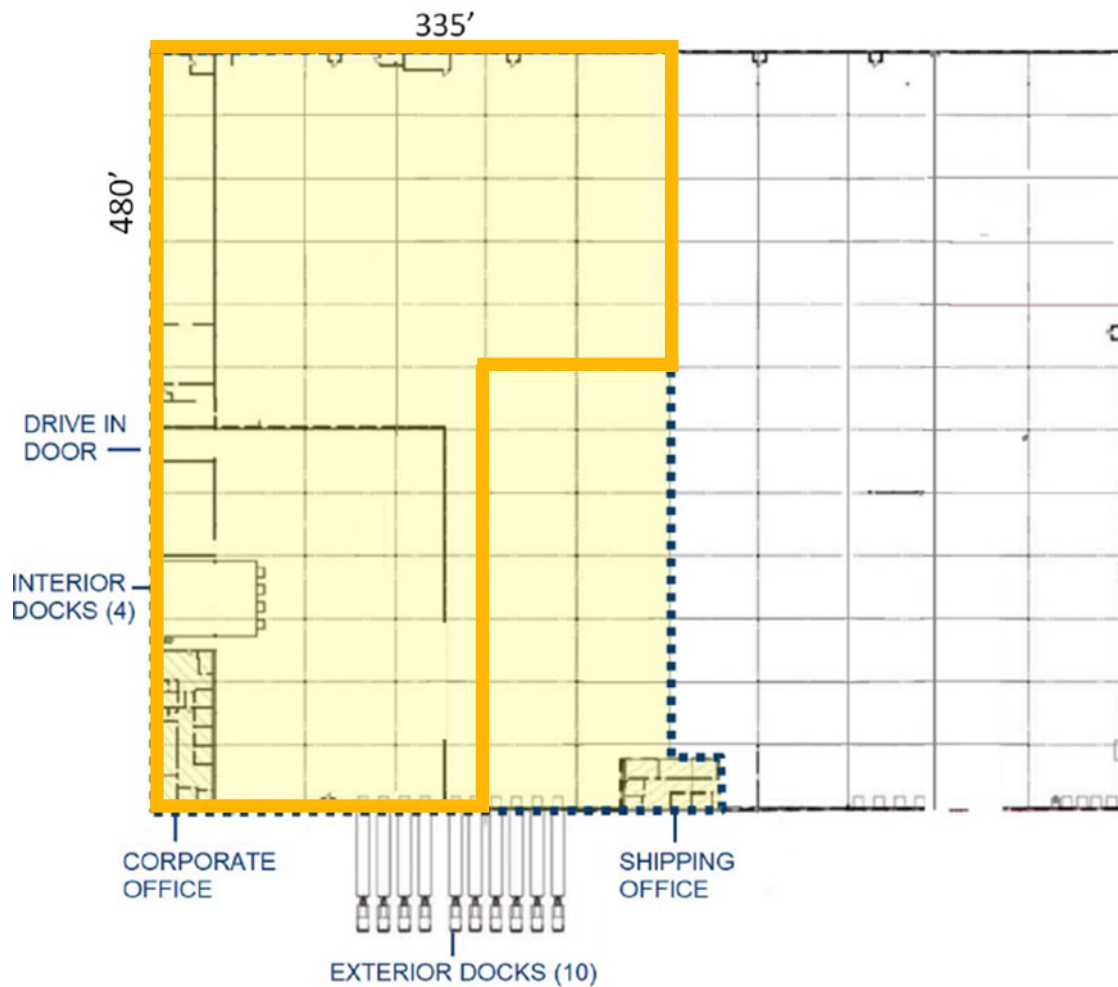 335’
480’
DRIVE IN
DOOR
INTERIOR
DOCKS (4)
CORPORATE
OFFICE
SHIPPING
OFFICE
EXTERIOR DOCKS (10)